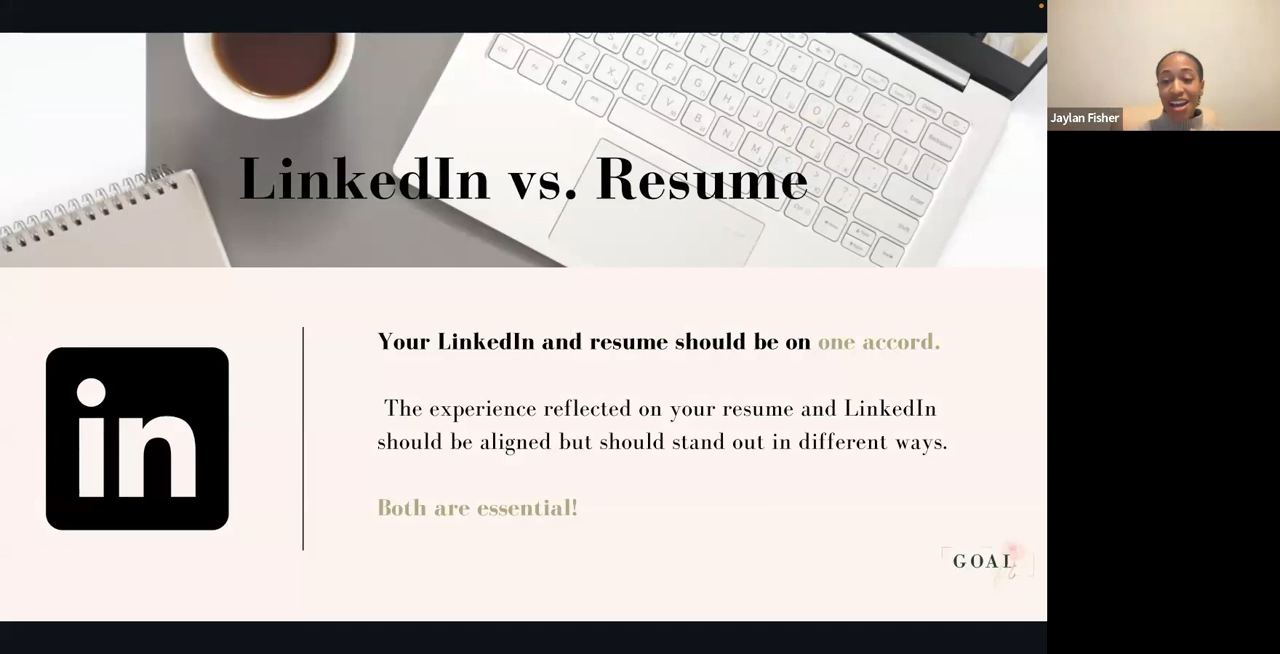 LinkedIn vs. Resume
Jaylan Fisher
in
Your LinkedIn and resume should be on one accord.
The experience reflected on your resume and LinkedIn
should be aligned but should stand out in different ways.
Both are essential!
GOAL